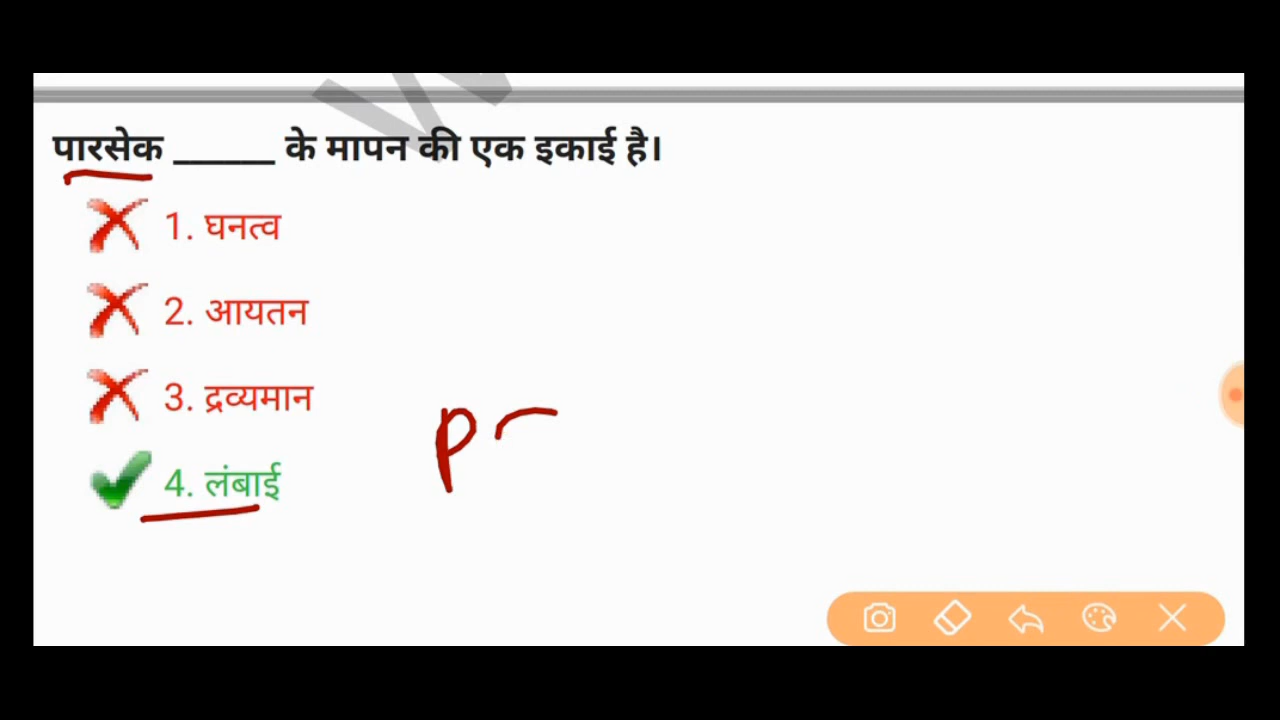 पारसेक ______ के मापन की एक इकाई है।
1. घनत्व
2. आयतन
3. द्रव्यमान
4. लंबाई
p